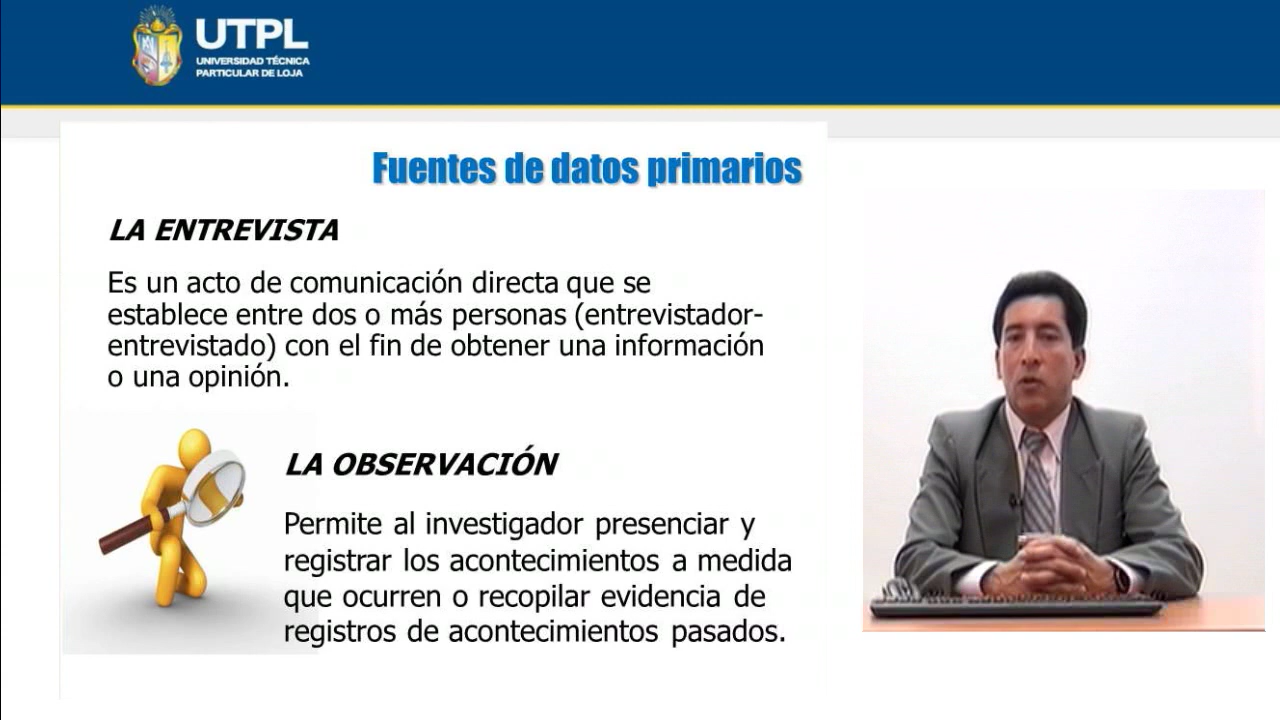 UTPL
UNIVERSIDAD TÉCNICA
PARTICULAR DE LOJA
Fuentes de datos primarios
LA ENTREVISTA
Es un acto de comunicación directa que se
establece entre dos o más personas (entrevistador-
entrevistado) con el fin de obtener una información
o una opinión.
LA OBSERVACIÓN
Permite al investigador presenciar y
registrar los acontecimientos a medida
que ocurren o recopilar evidencia de
registros de acontecimientos pasados.